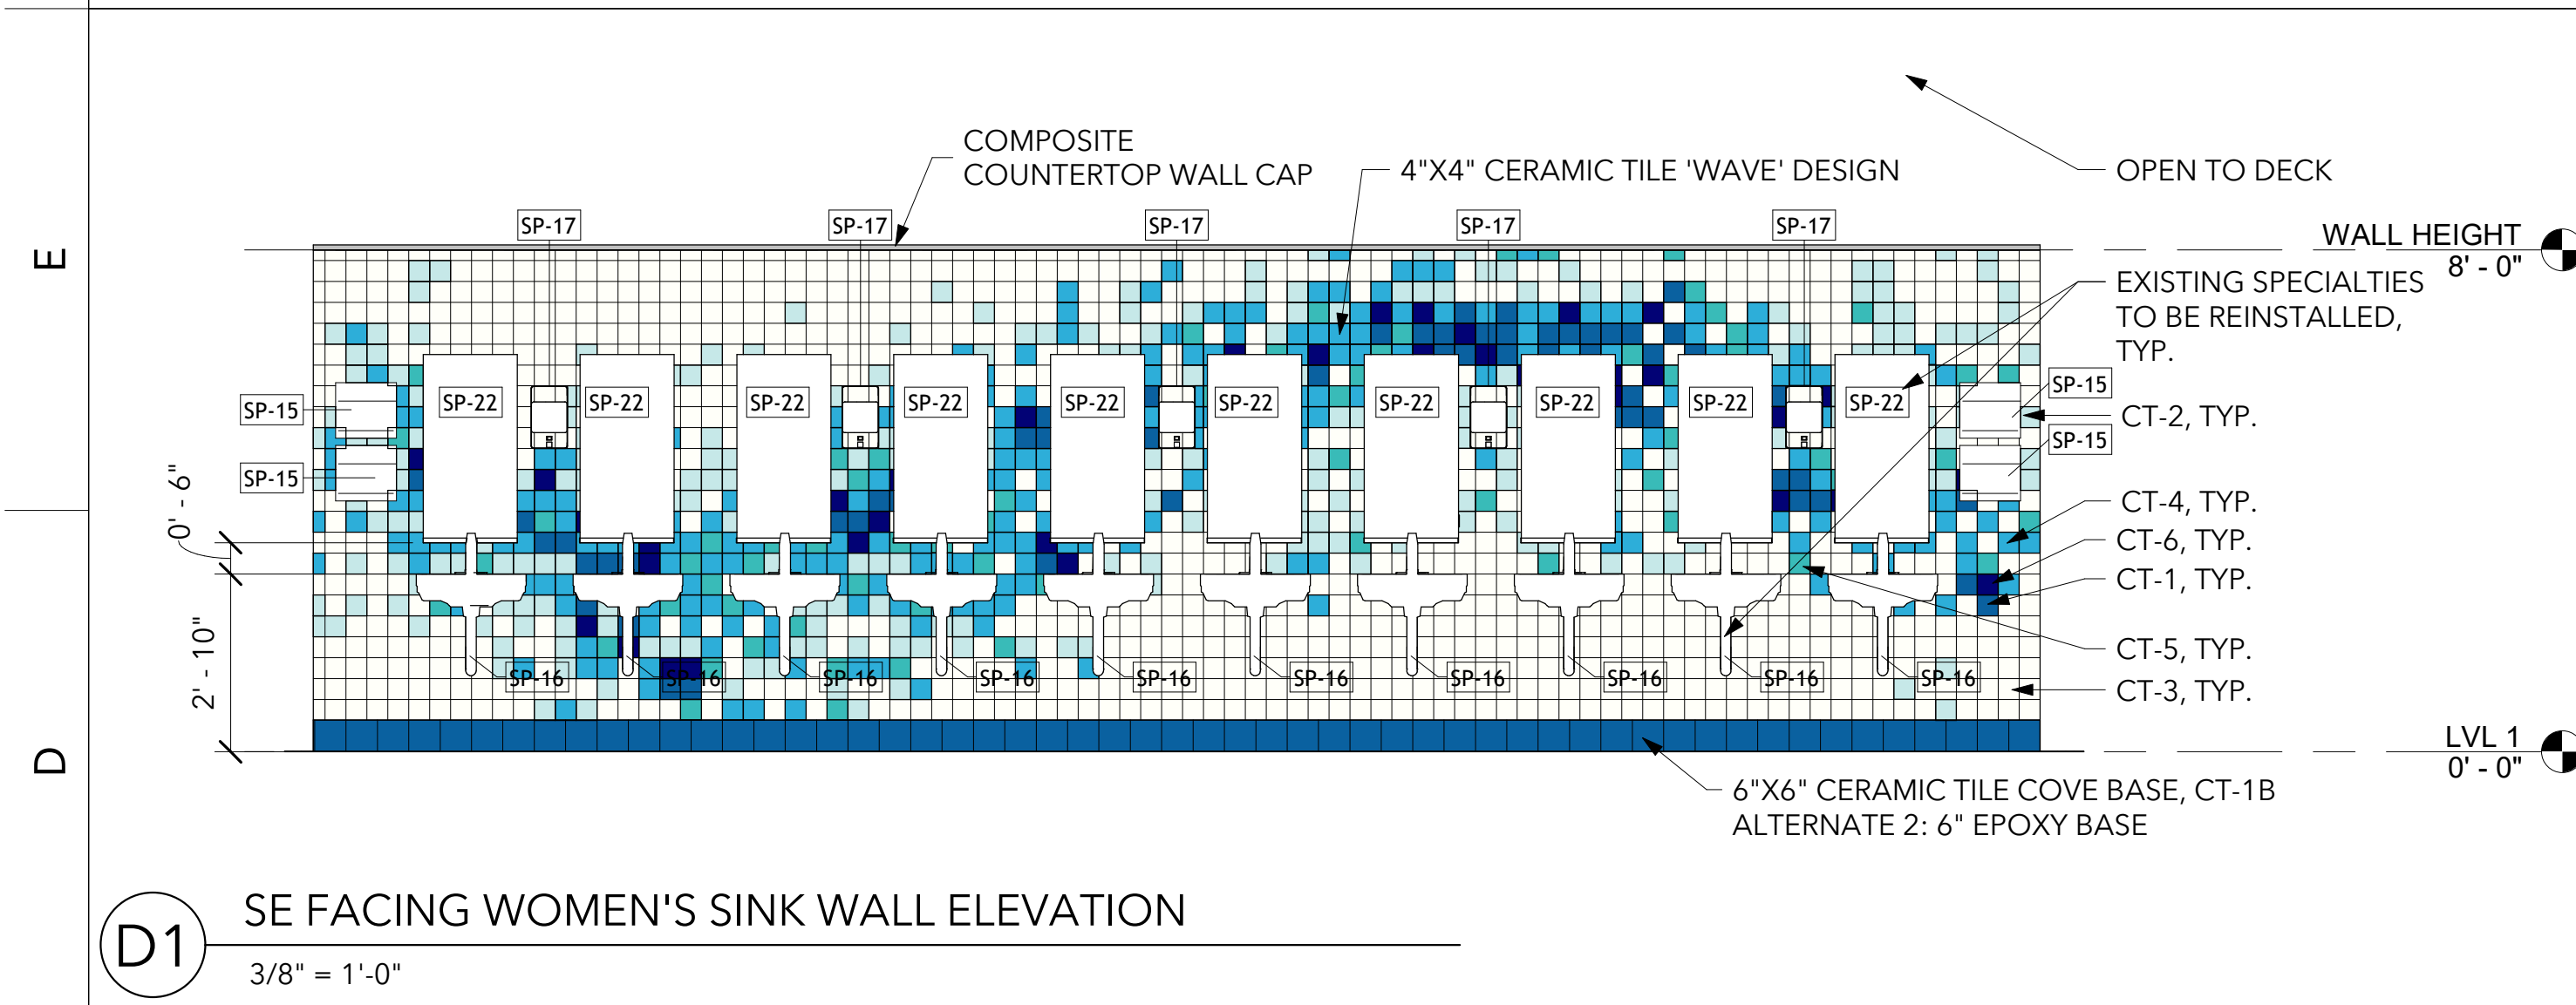 E
D
COMPOSITE
COUNTERTOP WALL CAP
4"X4" CERAMIC TILE 'WAVE' DESIGN
OPEN TO DECK
SP-17
SP-17
SP-17
SP-17
SP-17
WALL HEIGHT
8' - 0"
EXISTING SPECIALTIES
TO BE REINSTALLED,
TYP.
SP-22
SP-22
SP-22
SP-22
SP-22
SP-22
SP-22
SP-22
SP-22
SP-22
SP-15
SP-15
SP-15
SP-15
CT-2, TYP.
CT-4, TYP.
CT-6, TYP.
CT-1, TYP.
CT-5, TYP.
CT-3, TYP.
0' - 6"
2' - 10"
SP-16
SP-16
SP-16
SP-16
SP-16
SP-16
SP-16
SP-16
SP-16
SP-16
LVL 1
0' - 0"
6"X6" CERAMIC TILE COVE BASE, CT-1B
ALTERNATE 2: 6" EPOXY BASE
D1
SE FACING WOMEN'S SINK WALL ELEVATION
3/8" = 1'-0"